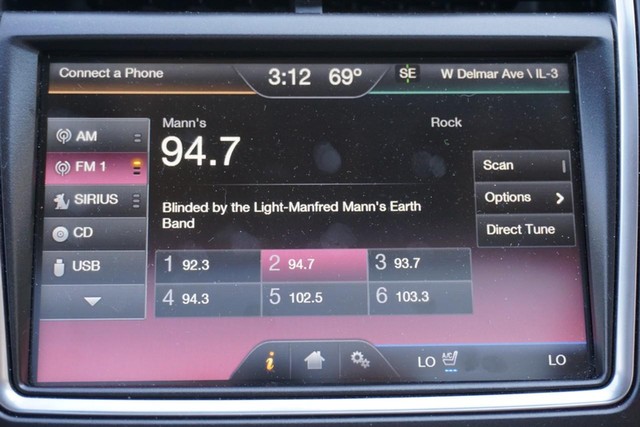 Connect a Phone
3:12 69°
SE
W Delmar Ave \ IL-3
AM
FM 1
SIRIUS
CD
USB
Mann's
Rock
94.7
Blinded by the Light-Manfred Mann's Earth
Band
Scan
Options
Direct Tune
1 92.3
2 94.7
3 93.7
4 94.3
5 102.5
6 103.3
i
LO
A/C
LO